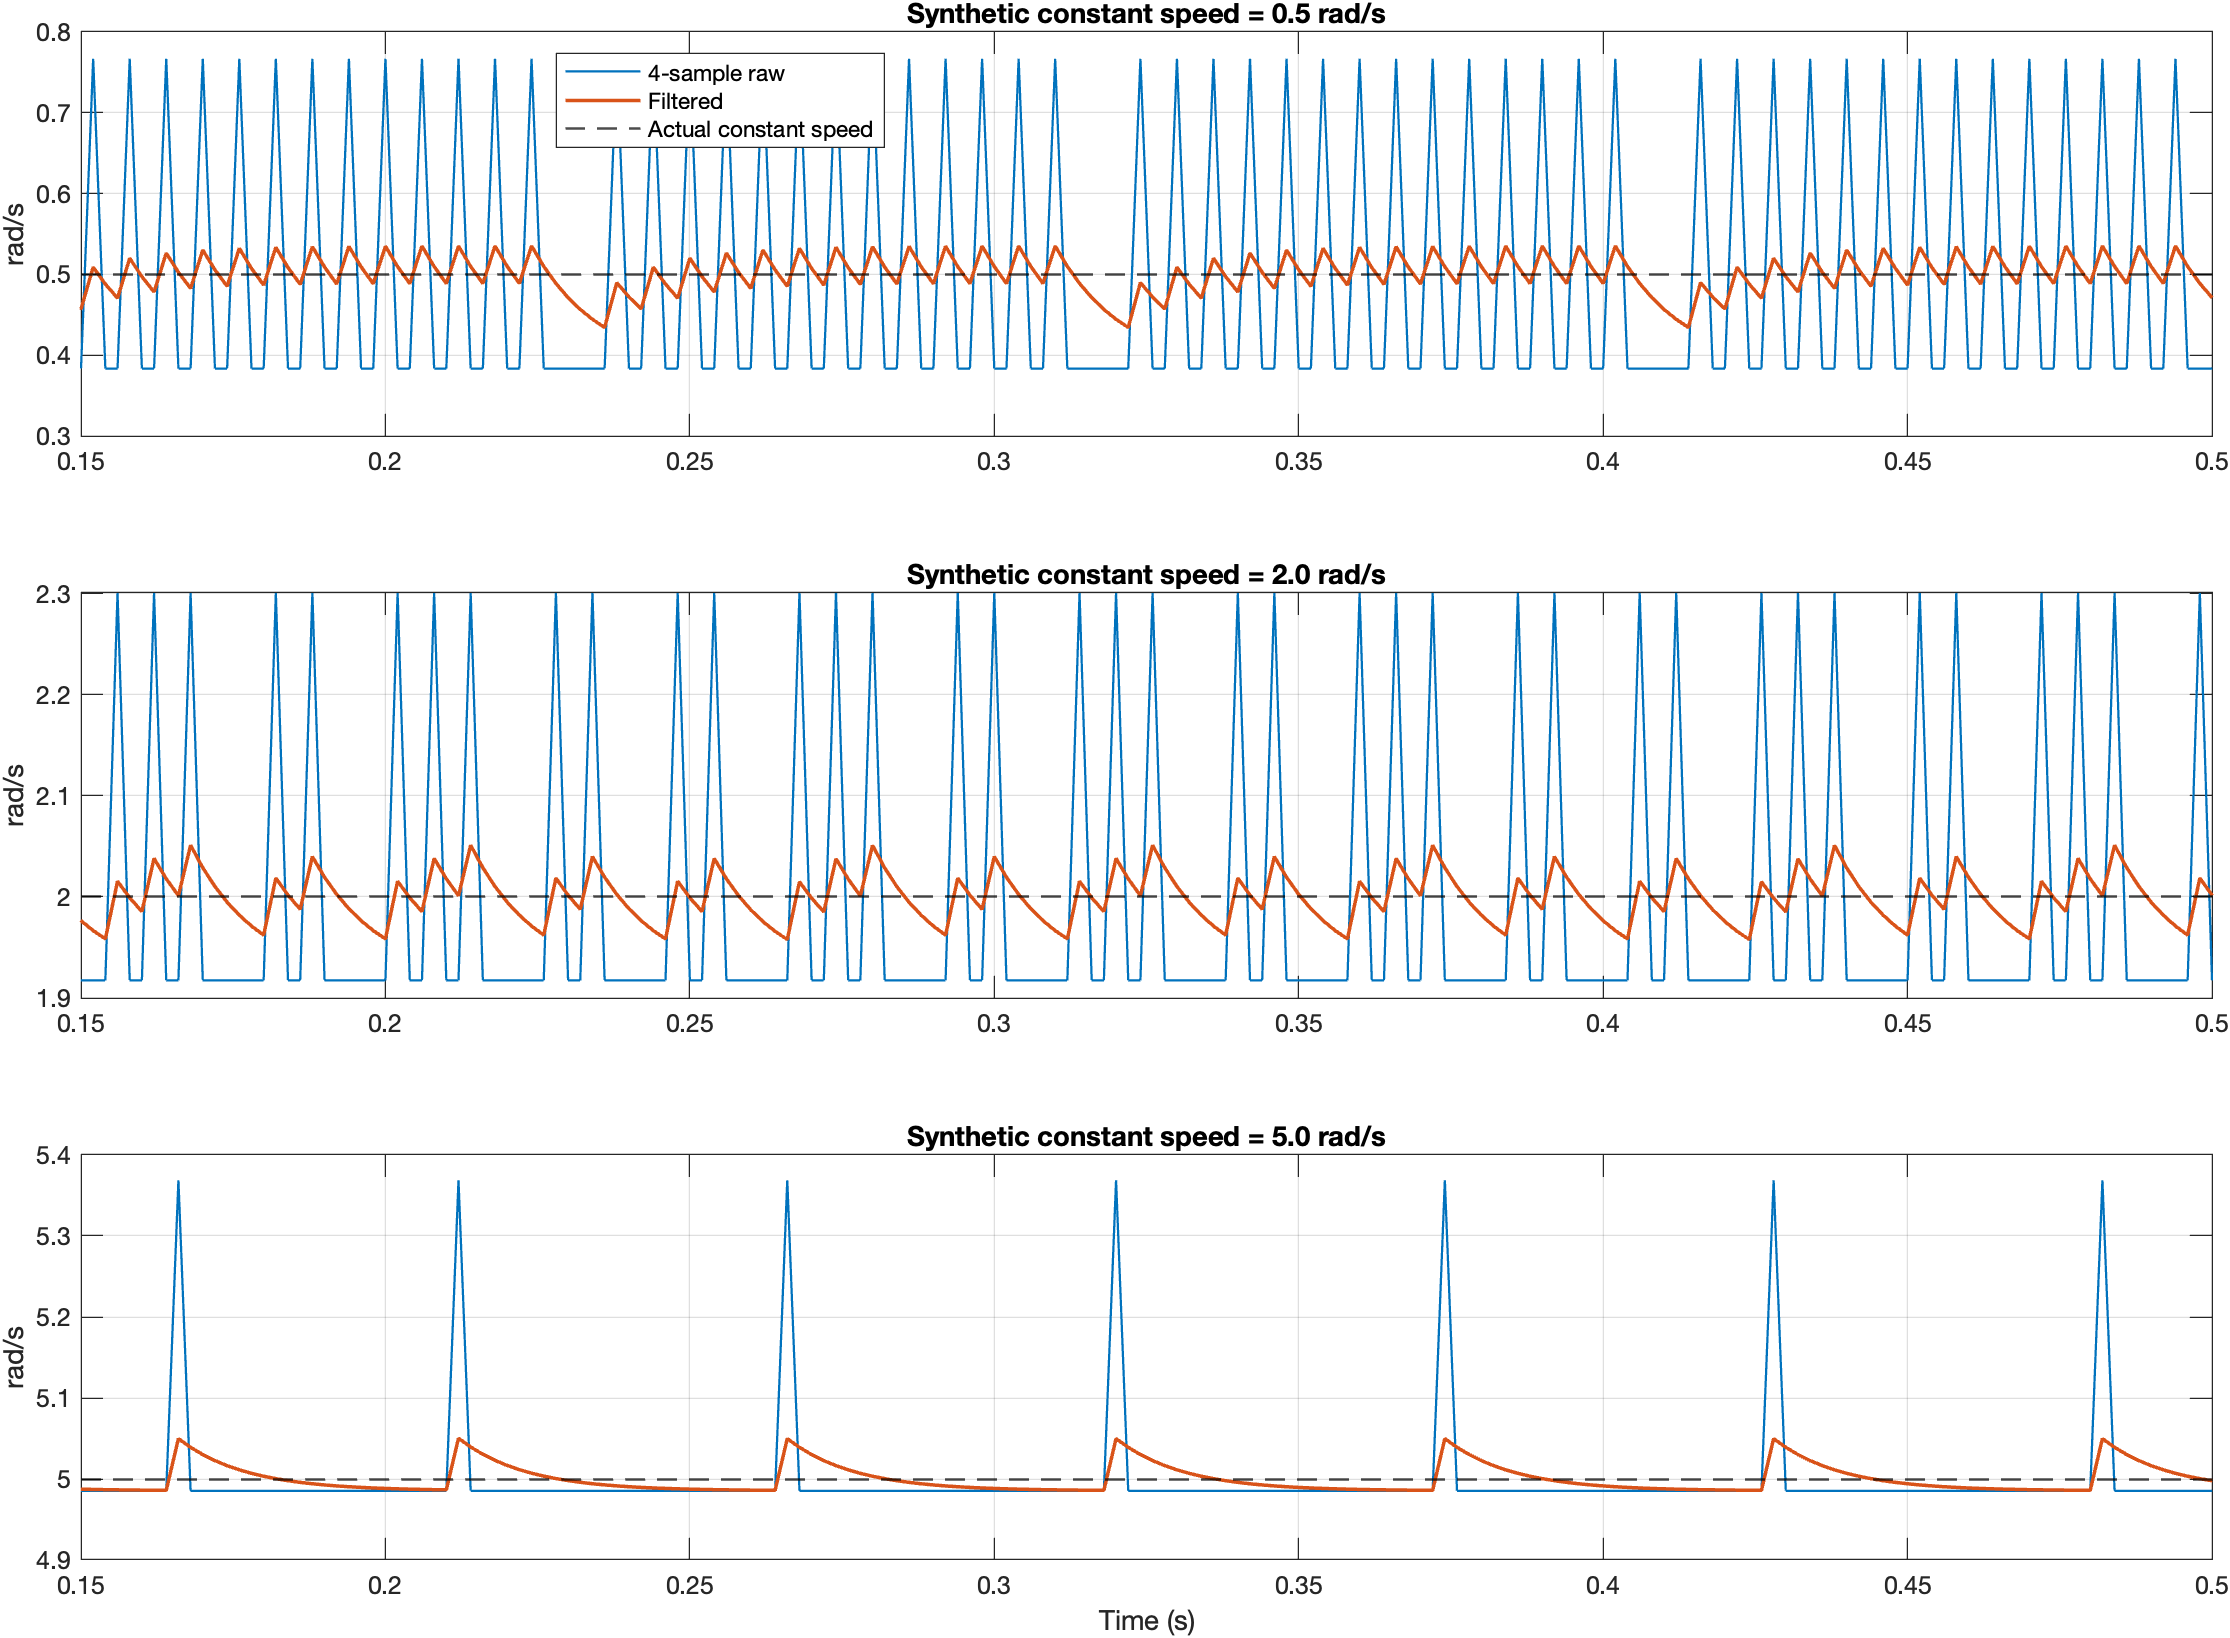 Synthetic constant speed = 0.5 rad/s
0.8
0.7
0.6
0.5
0.4
0.3
rad/s
4-sample raw
Filtered
Actual constant speed
0.15 0.2 0.25 0.3 0.35 0.4 0.45 0.5
Synthetic constant speed = 2.0 rad/s
2.3
2.2
2.1
2
1.9
rad/s
0.15 0.2 0.25 0.3 0.35 0.4 0.45 0.5
Synthetic constant speed = 5.0 rad/s
5.4
5.3
5.2
5.1
5
4.9
rad/s
0.15 0.2 0.25 0.3 0.35 0.4 0.45 0.5
Time (s)